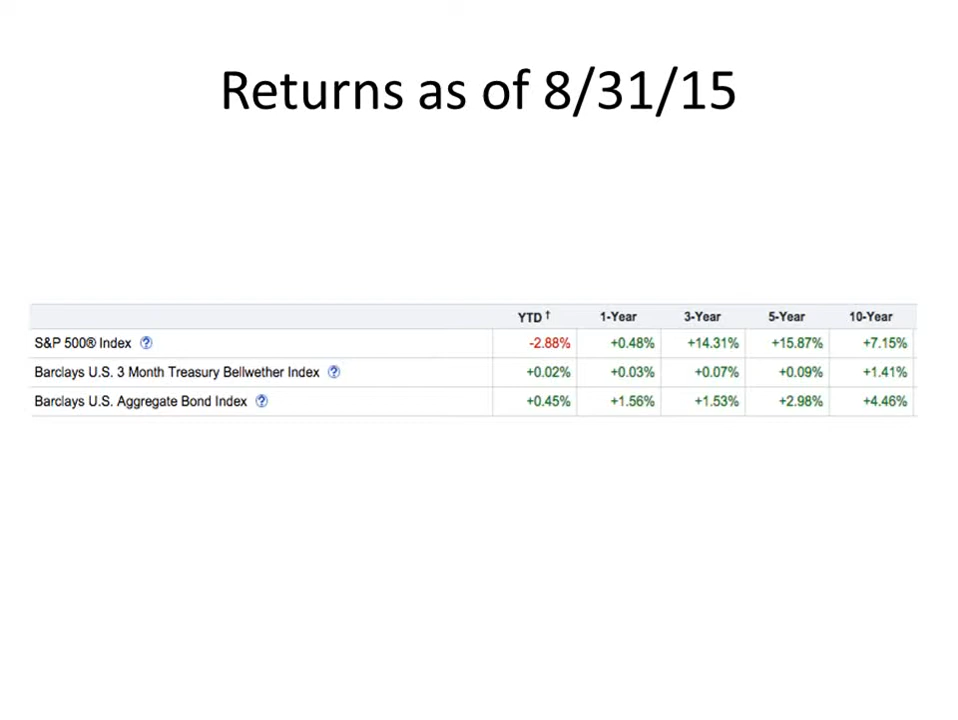 Returns as of 8/31/15
YTD † 1-Year 3-Year 5-Year 10-Year
S&P 500® Index ? -2.88% +0.48% +14.31% +15.87% +7.15%
Barclays U.S. 3 Month Treasury Bellwether Index ? +0.02% +0.03% +0.07% +0.09% +1.41%
Barclays U.S. Aggregate Bond Index ? +0.45% +1.56% +1.53% +2.98% +4.46%